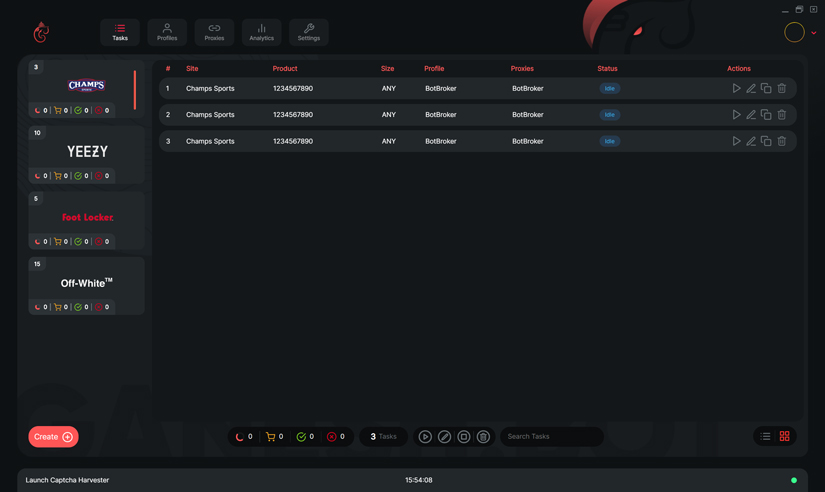 Tasks
Profiles
Proxies
Analytics
Settings
3
CHAMPS
SPORTS
0 0 0 0
10
YEEZY
0 0 0 0
5
Foot Locker.
0 0 0 0
15
Off-White™
0 0 0 0
# Site Product Size Profile Proxies Status Actions
1 Champs Sports 1234567890 ANY BotBroker BotBroker Idle
2 Champs Sports 1234567890 ANY BotBroker BotBroker Idle
3 Champs Sports 1234567890 ANY BotBroker BotBroker Idle
Create
0 0 0 0
3 Tasks
Search Tasks
Launch Captcha Harvester
15:54:08